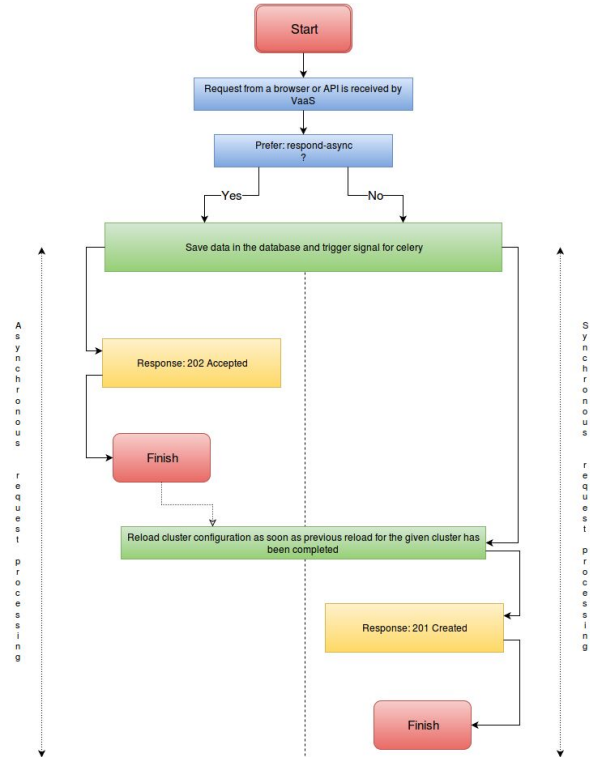 Start
Request from a browser or API is received by
VaaS
Prefer: respond-async
?
Yes
No
Save data in the database and trigger signal for celery
Asynchronous request processing
Synchronous request processing
Response: 202 Accepted
Finish
Reload cluster configuration as soon as previous reload for the given cluster has
been completed
Response: 201 Created
Finish